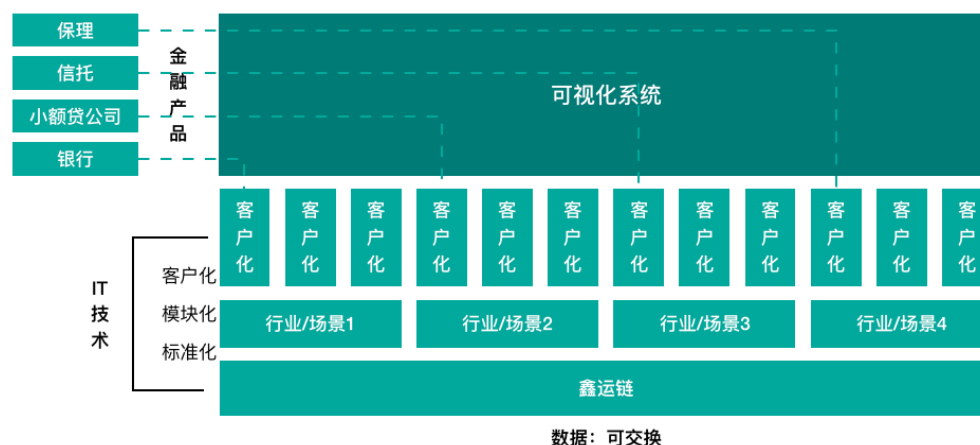 保理
信托
小额贷公司
银行
金融产品
可视化系统
客户化
客户化
客户化
客户化
客户化
客户化
客户化
客户化
客户化
客户化
客户化
客户化
IT技术
客户化
模块化
标准化
行业/场景1
行业/场景2
行业/场景3
行业/场景4
鑫运链
数据：可交换